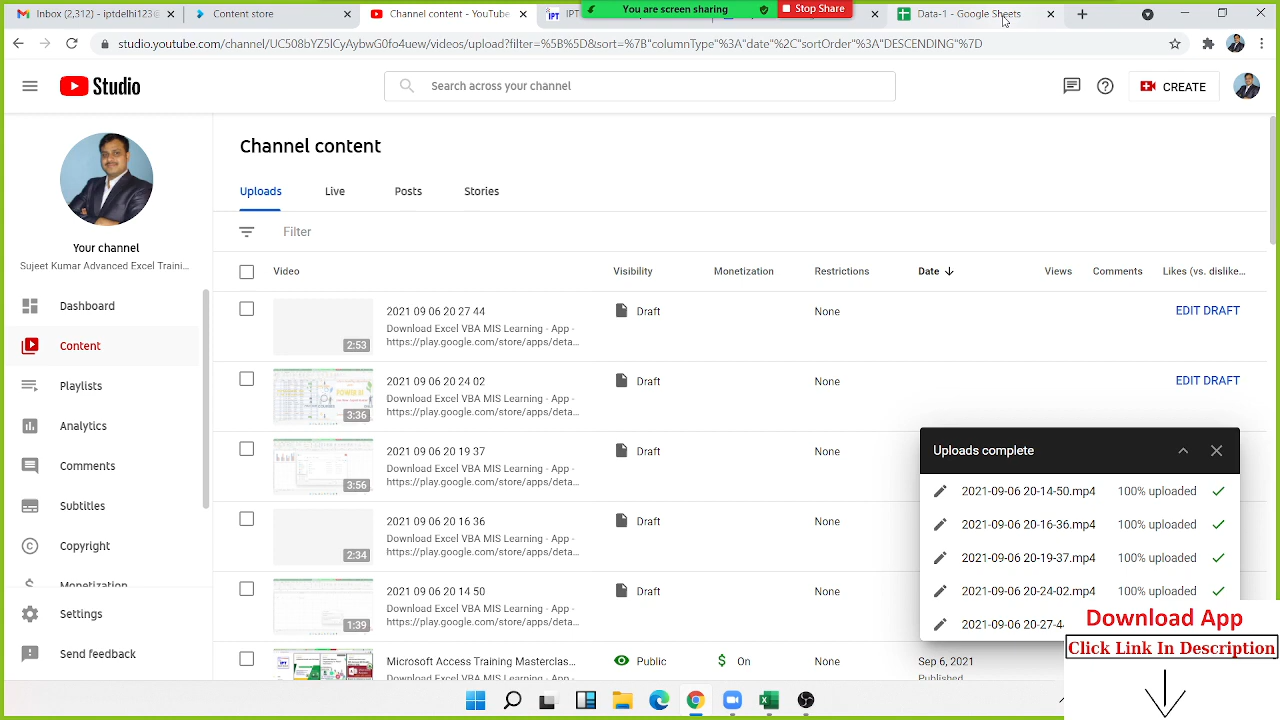 Inbox (2,312) - iptdelhi123@
Content store
Channel content - YouTube
IPT
You are screen sharing
Stop Share
Data-1 - Google Sheets
studio.youtube.com/channel/UC508bYZ5ICyAybwG0fo4uew/videos/upload?filter=%5B%5D&sort=%7B"columnType"%3A"date"%2C"sortOrder"%3A"DESCENDING"%7D
Studio
Search across your channel
CREATE
Channel content
Uploads
Live
Posts
Stories
Your channel
Sujeet Kumar Advanced Excel Traini...
Filter
Video
Visibility
Monetization
Restrictions
Date
Views
Comments
Likes (vs. dislike...
Dashboard
Content
Playlists
Analytics
Comments
Subtitles
Copyright
Monetization
Settings
Send feedback
2:53
2021 09 06 20 27 44
Download Excel VBA MIS Learning - App -
https://play.google.com/store/apps/deta...
Draft
None
EDIT DRAFT
3:36
2021 09 06 20 24 02
Download Excel VBA MIS Learning - App -
https://play.google.com/store/apps/deta...
Draft
None
EDIT DRAFT
3:56
2021 09 06 20 19 37
Download Excel VBA MIS Learning - App -
https://play.google.com/store/apps/deta...
Draft
None
2:34
2021 09 06 20 16 36
Download Excel VBA MIS Learning - App -
https://play.google.com/store/apps/deta...
Draft
None
1:39
2021 09 06 20 14 50
Download Excel VBA MIS Learning - App -
https://play.google.com/store/apps/deta...
Draft
None
Microsoft Access Training Masterclas...
Public
$ On
None
Sep 6, 2021
Published
Uploads complete
2021-09-06 20-14-50.mp4 100% uploaded
2021-09-06 20-16-36.mp4 100% uploaded
2021-09-06 20-19-37.mp4 100% uploaded
2021-09-06 20-24-02.mp4 100% uploaded
2021-09-06 20-27-4
Download App
Click Link In Description